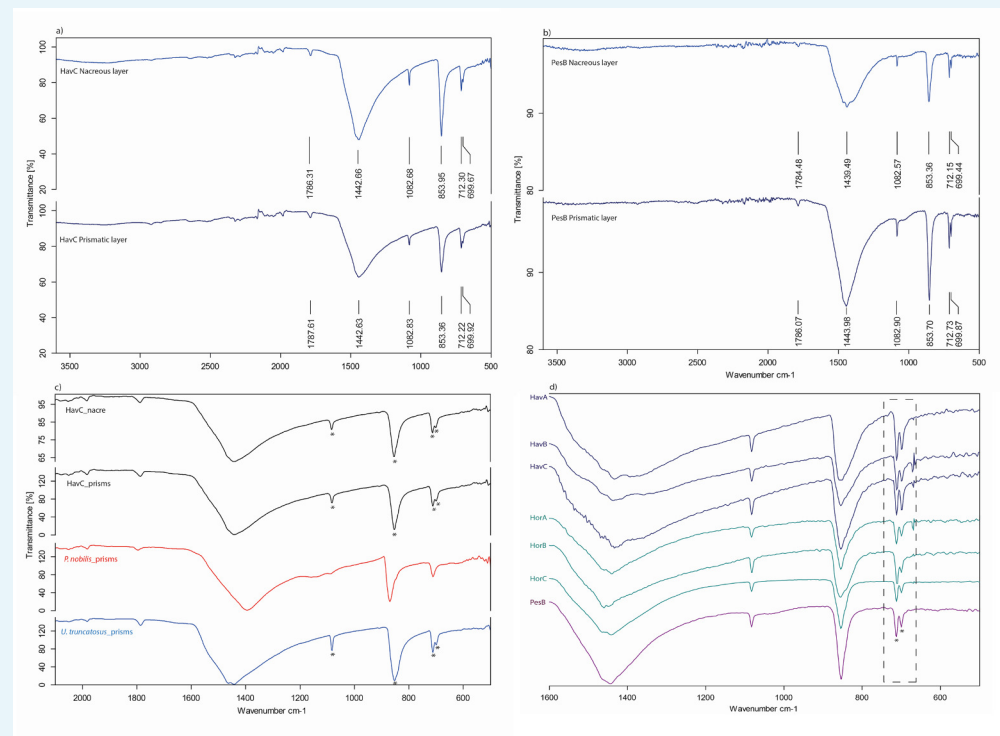 a)
Transmittance [%]
100
80
60
40
20
HavC Nacreous layer
1786.31
1442.66
1082.68
853.95
712.30
699.67
100
80
60
40
20
HavC Prismatic layer
1787.61
1442.63
1082.83
853.36
712.22
699.92
3500
3000
2500
2000
1500
1000
500
b)
Transmittance [%]
90
80
PesB Nacreous layer
1784.48
1439.49
1082.57
853.36
712.15
699.44
90
80
PesB Prismatic layer
1786.07
1443.98
1082.90
853.70
712.73
699.87
3500
3000
2500
2000
1500
1000
500
Wavenumber cm-1
c)
Transmittance [%]
95
85
75
65
HavC_nacre
* * * *
120
80
40
0
HavC_prisms
* * * *
120
80
40
0
P. nobilis_prisms
120
80
40
0
U. truncatosus_prisms
* * * *
2000
1800
1600
1400
1200
1000
800
600
Wavenumber cm-1
d)
HavA
HavB
HavC
HorA
HorB
HorC
PesB
* *
1600
1400
1200
1000
800
600
Wavenumber cm-1